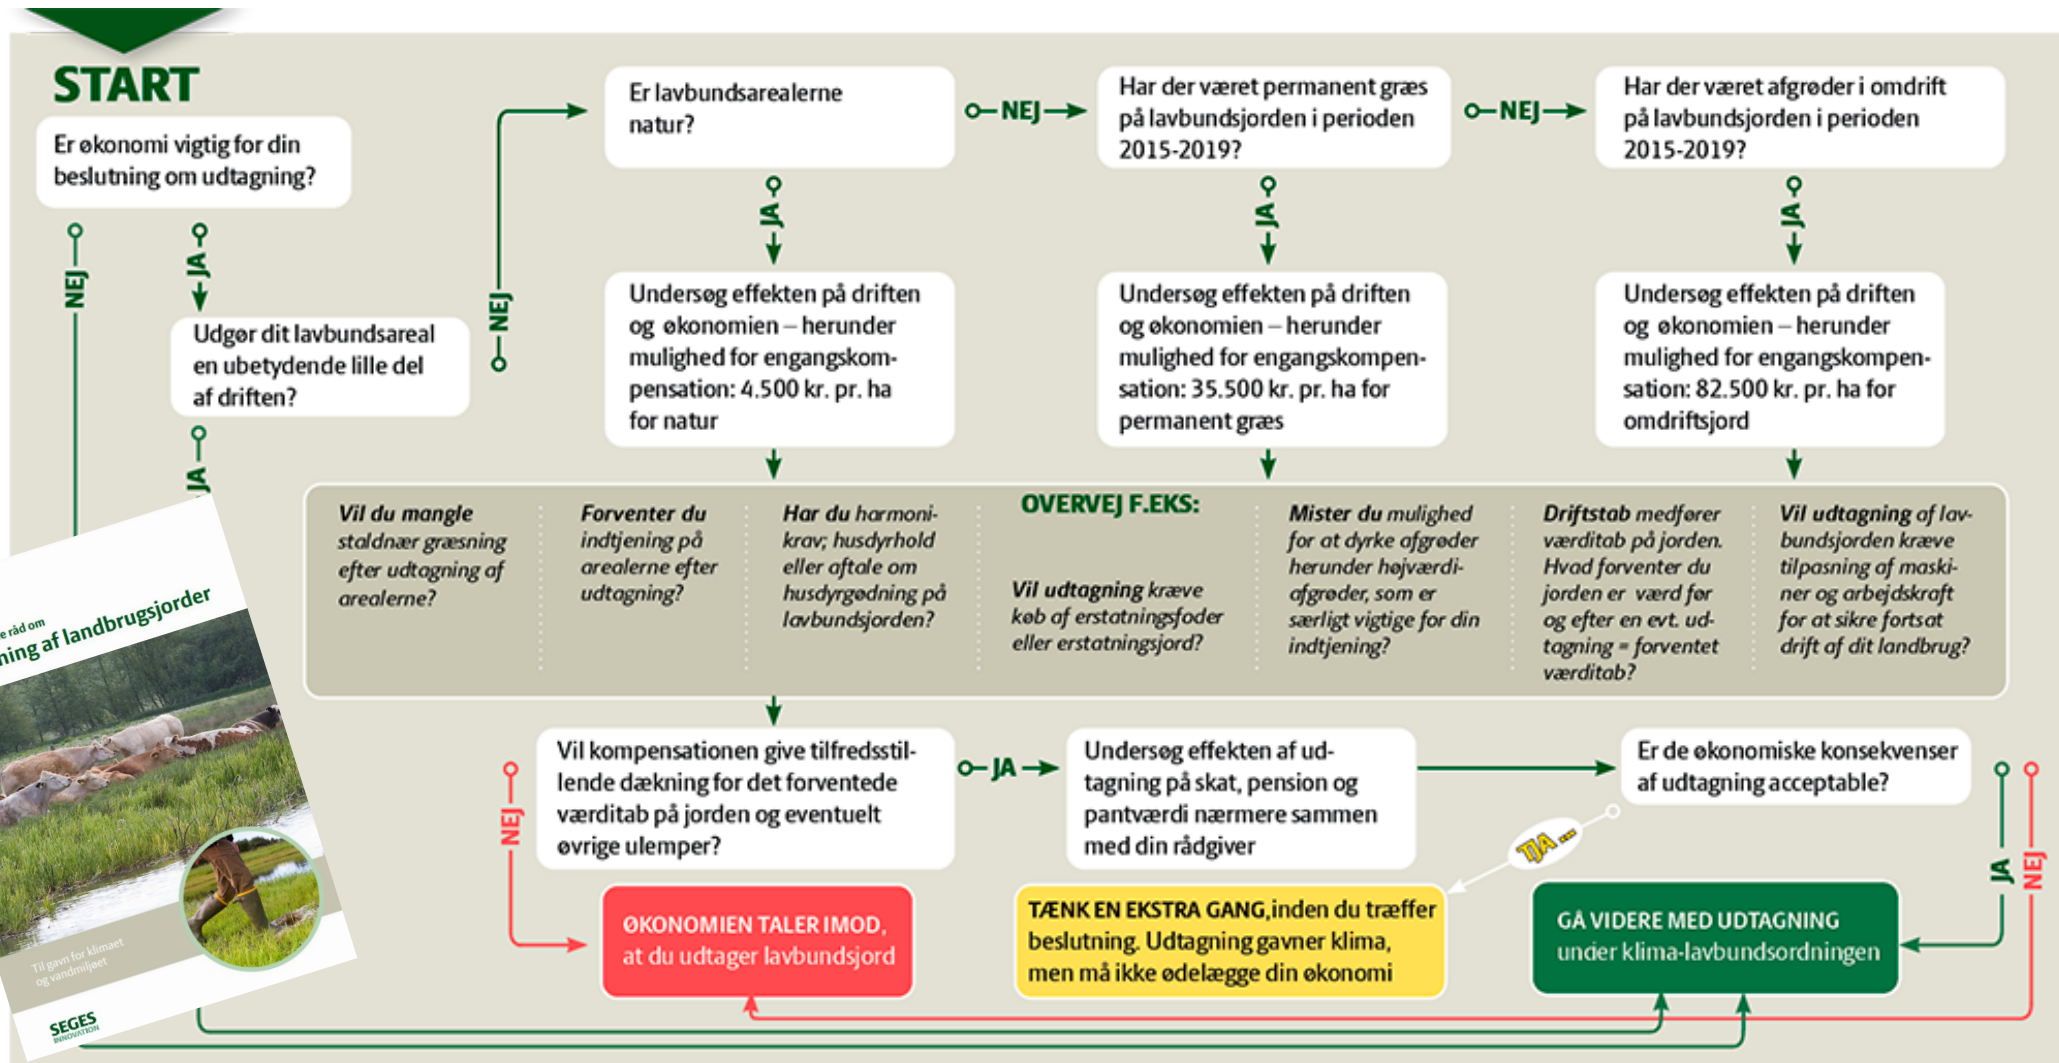 START
Er økonomi vigtig for din
beslutning om udtagning?
NEJ
JA
Udgør dit lavbundsareal
en ubetydende lille del
af driften?
JA
NEJ
Er lavbundsarealerne
natur?
NEJ
JA
Har der været permanent græs
på lavbundsjorden i perioden
2015-2019?
NEJ
JA
Har der været afgrøder i omdrift
på lavbundsjorden i perioden
2015-2019?
JA
Undersøg effekten på driften
og økonomien – herunder
mulighed for engangskom-
pensation: 4.500 kr. pr. ha
for natur
Undersøg effekten på driften
og økonomien – herunder
mulighed for engangskompen-
sation: 35.500 kr. pr. ha for
permanent græs
Undersøg effekten på driften
og økonomien – herunder
mulighed for engangskompen-
sation: 82.500 kr. pr. ha for
omdriftsjord
OVERVEJ F.EKS:
Vil du mangle
staldnær græsning
efter udtagning af
arealerne?
Forventer du
indtjening på
arealerne efter
udtagning?
Har du harmoni-
krav; husdyrhold
eller aftale om
husdyrgødning på
lavbundsjorden?
Vil udtagning kræve
køb af erstatningsfoder
eller erstatningsjord?
Mister du mulighed
for at dyrke afgrøder
herunder højværdi-
afgrøder, som er
særligt vigtige for din
indtjening?
Driftstab medfører
værditab på jorden.
Hvad forventer du
jorden er værd før
og efter en evt. ud-
tagning = forventet
værditab?
Vil udtagning af lav-
bundsjorden kræve
tilpasning af maski-
ner og arbejdskraft
for at sikre fortsat
drift af dit landbrug?
Vil kompensationen give tilfredsstil-
lende dækning for det forventede
værditab på jorden og eventuelt
øvrige ulemper?
NEJ
JA
Undersøg effekten af ud-
tagning på skat, pension og
pantværdi nærmere sammen
med din rådgiver
Er de økonomiske konsekvenser
af udtagning acceptable?
TJA ...
JA
NEJ
ØKONOMIEN TALER IMOD,
at du udtager lavbundsjord
TÆNK EN EKSTRA GANG,inden du træffer
beslutning. Udtagning gavner klima,
men må ikke ødelægge din økonomi
GÅ VIDERE MED UDTAGNING
under klima-lavbundsordningen
e råd om
ning af landbrugsjorder
Til gavn for klimaet
og vandmiljøet
SEGES
INNOVATION